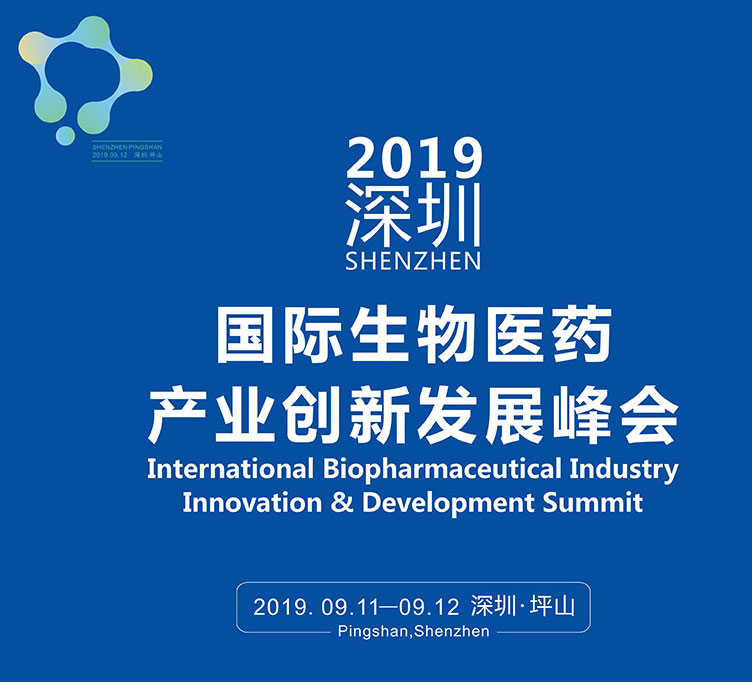 SHENZHEN·PINGSHAN
2019.09.12 深圳·坪山
2019
深圳
SHENZHEN
国际生物医药
产业创新发展峰会
International Biopharmaceutical Industry
Innovation & Development Summit
2019. 09.11—09.12 深圳·坪山
Pingshan,Shenzhen